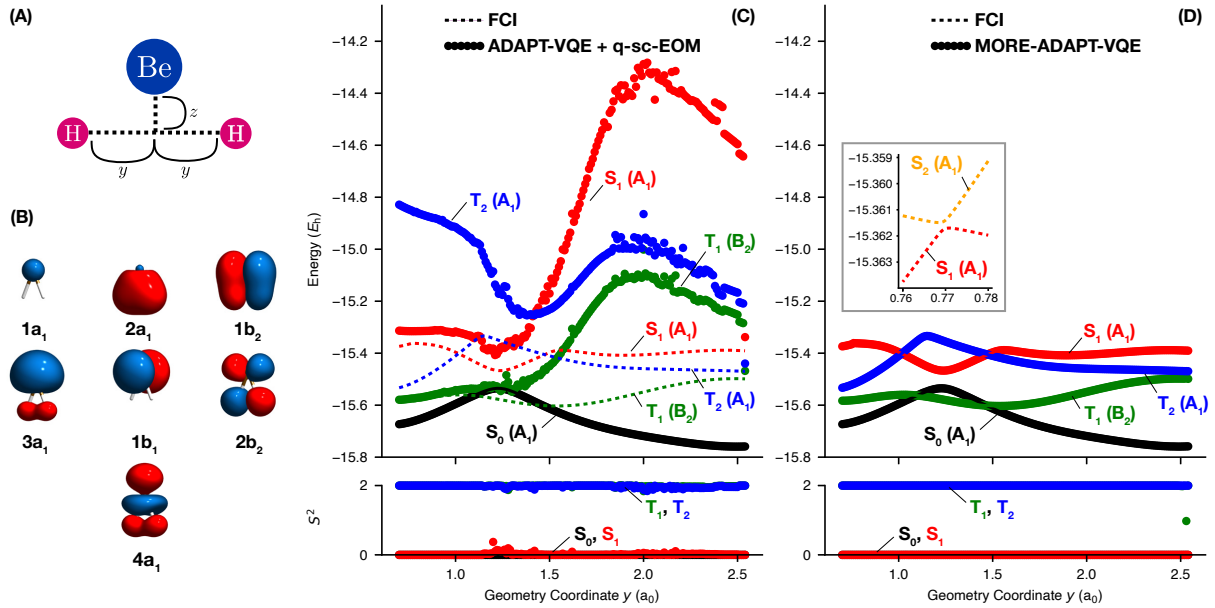 (A)
Be
z
H
H
y
y
(B)
1a₁
2a₁
1b₂
3a₁
1b₁
2b₂
4a₁
(C)
FCI
ADAPT-VQE + q-sc-EOM
Energy (Eₕ)
−14.2
−14.4
−14.6
−14.8
−15.0
−15.2
−15.4
−15.6
−15.8
S₁ (A₁)
T₂ (A₁)
T₁ (B₂)
S₁ (A₁)
T₂ (A₁)
T₁ (B₂)
S₀ (A₁)
S²
2
0
T₁, T₂
S₀, S₁
1.0
1.5
2.0
2.5
Geometry Coordinate y (a₀)
(D)
FCI
MORE-ADAPT-VQE
−14.2
−14.4
−14.6
−14.8
−15.0
−15.2
−15.4
−15.6
−15.8
−15.359
−15.360
−15.361
−15.362
−15.363
S₂ (A₁)
S₁ (A₁)
0.76
0.77
0.78
S₁ (A₁)
T₂ (A₁)
T₁ (B₂)
S₀ (A₁)
2
0
T₁, T₂
S₀, S₁
1.0
1.5
2.0
2.5
Geometry Coordinate y (a₀)